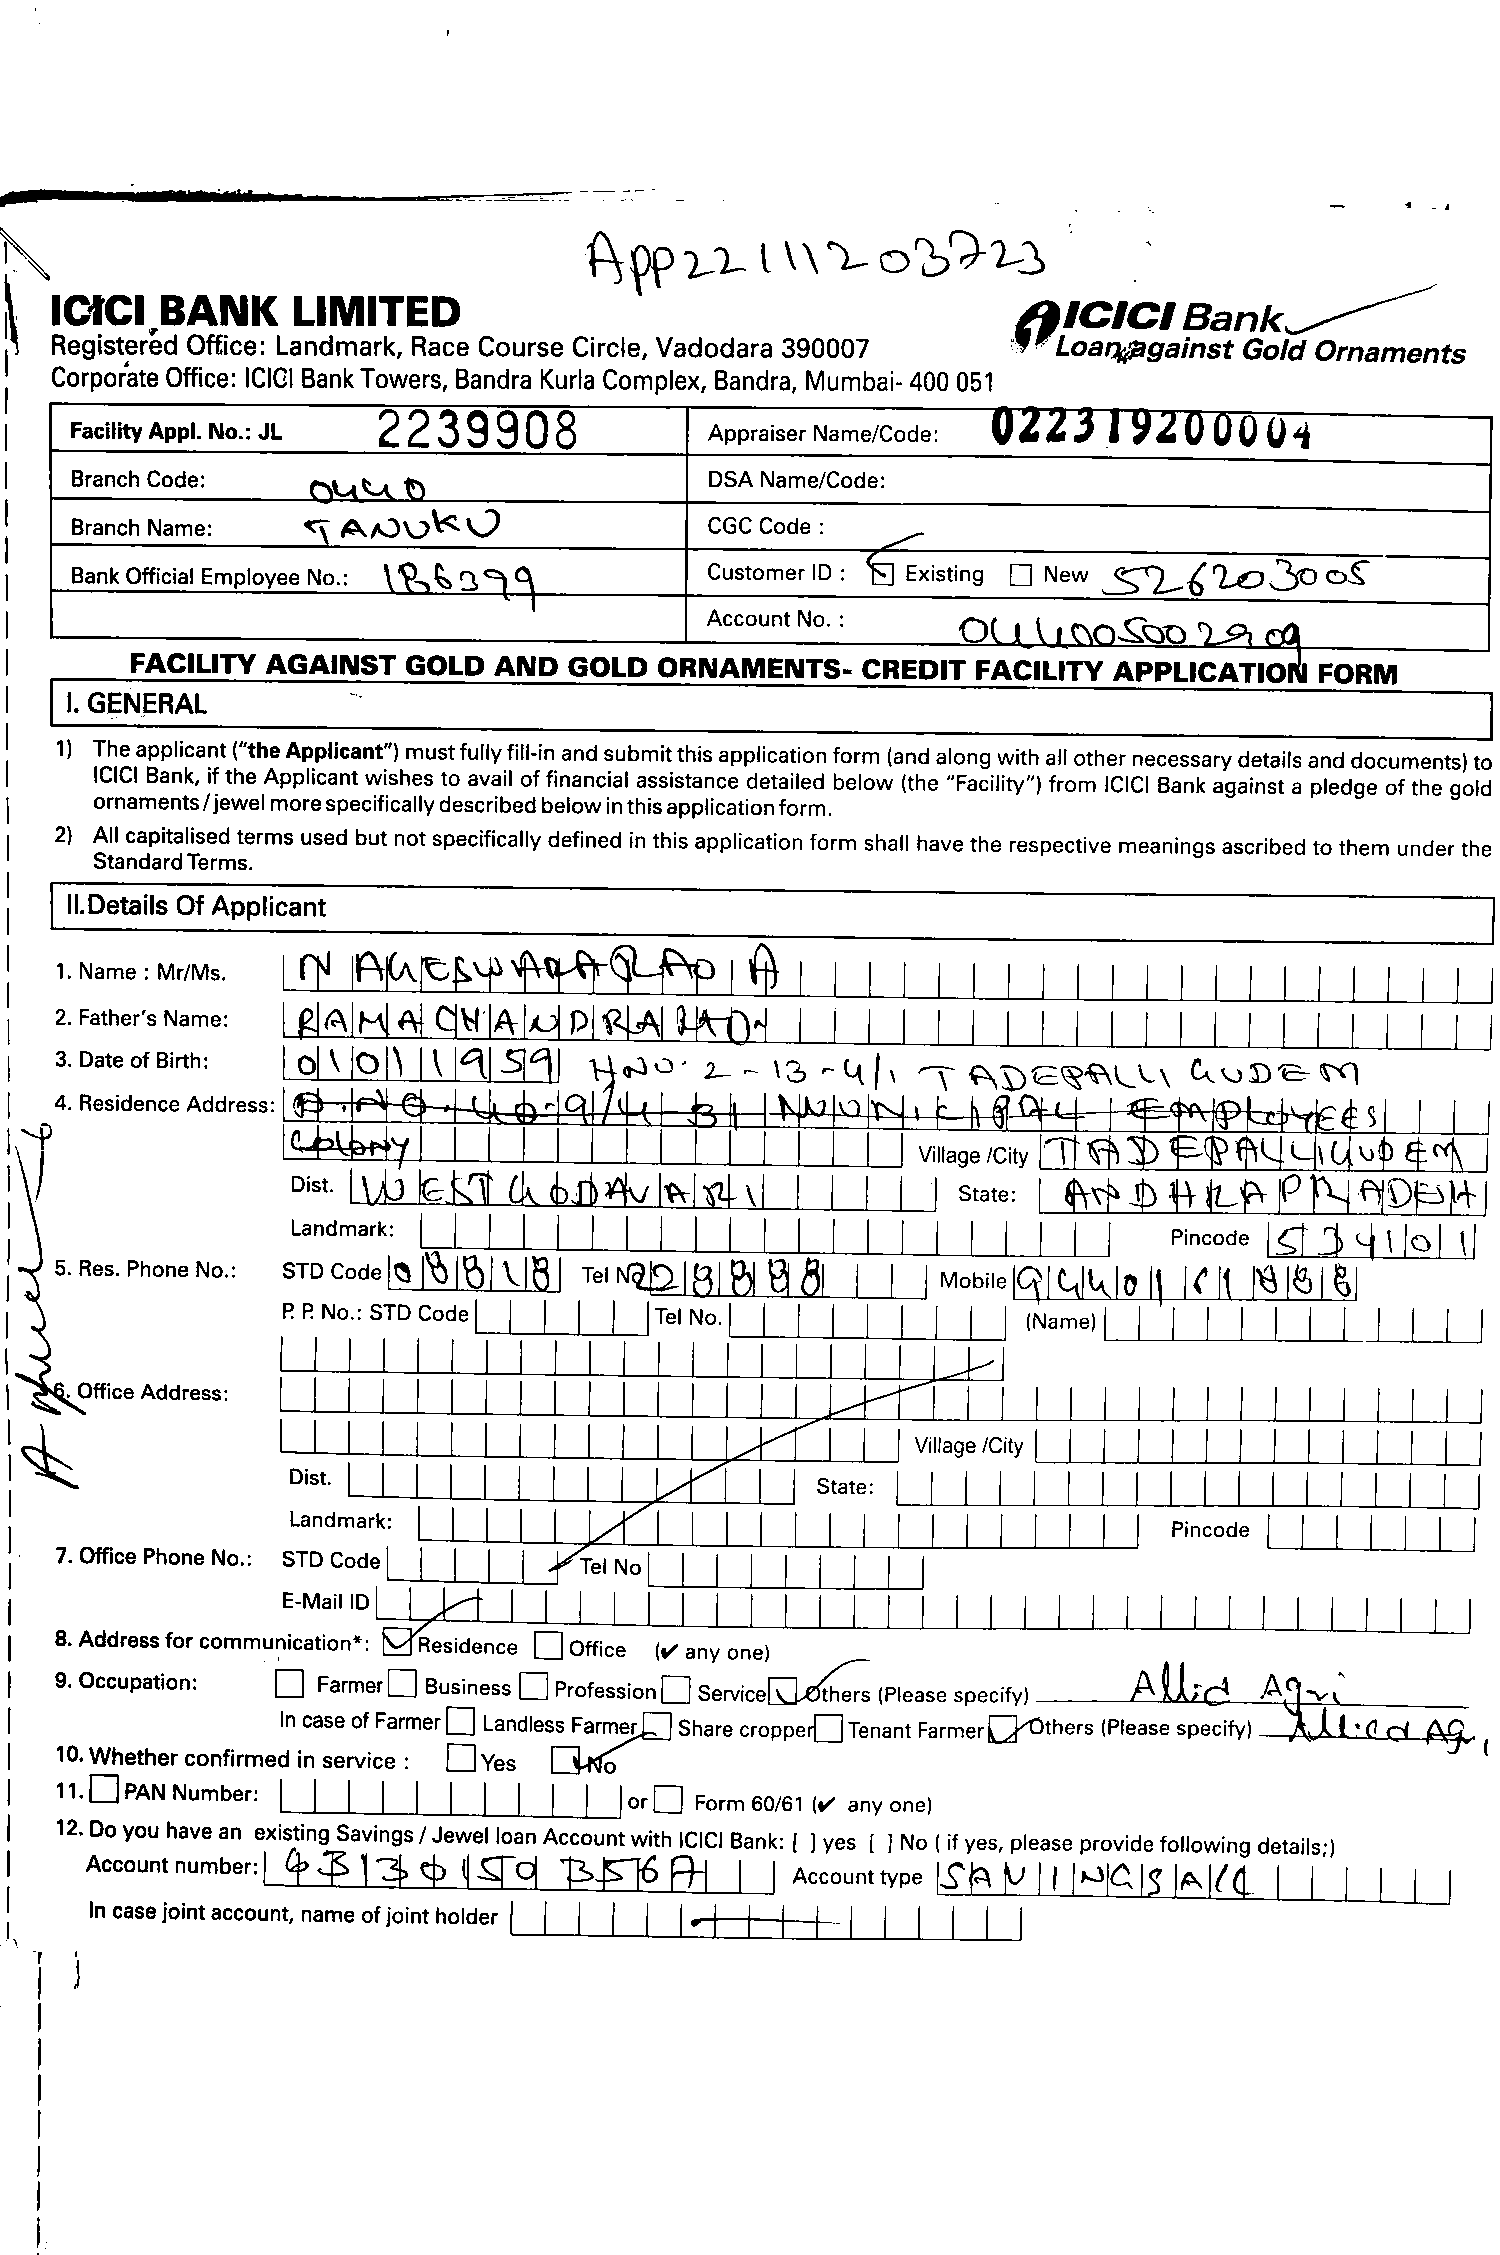 App22111203723
ICICI BANK LIMITED
Registered Office: Landmark, Race Course Circle, Vadodara 390007
Corporate Office: ICICI Bank Towers, Bandra Kurla Complex, Bandra, Mumbai- 400 051
ICICI Bank
Loan against Gold Ornaments
Facility Appl. No.: JL 2239908 Appraiser Name/Code: 022319200004
Branch Code: 0440 DSA Name/Code:
Branch Name: TANUKU CGC Code :
Bank Official Employee No.: Customer ID : Existing New 526203005
Account No. : 044005002909
FACILITY AGAINST GOLD AND GOLD ORNAMENTS- CREDIT FACILITY APPLICATION FORM
I. GENERAL
1) The applicant ("the Applicant") must fully fill-in and submit this application form (and along with all other necessary details and documents) to
ICICI Bank, if the Applicant wishes to avail of financial assistance detailed below (the "Facility") from ICICI Bank against a pledge of the gold
ornaments/jewel more specifically described below in this application form.
2) All capitalised terms used but not specifically defined in this application form shall have the respective meanings ascribed to them under the
Standard Terms.
II.Details Of Applicant
1. Name : Mr/Ms. NAGESWARARAO A
2. Father's Name: RAMACHANDRA
3. Date of Birth: 01011959 HNO. 2-13-4/1 TADEPALLIGUDEM
4. Residence Address: EMPloyEES
Colony Village /City TADEPALLIGUDEM
Dist. WEST GODAVARI State: ANDHRAPRADESH
Landmark: Pincode 534101
5. Res. Phone No.: STD Code 08818 Tel No 22888 Mobile
P. P. No.: STD Code Tel No. (Name)
6. Office Address:
Village /City
Dist. State:
Landmark: Pincode
7. Office Phone No.: STD Code Tel No
E-Mail ID
8. Address for communication*: Residence Office (✔ any one)
9. Occupation: Farmer Business Profession Service Others (Please specify) Allid Agri
In case of Farmer Landless Farmer Share cropper Tenant Farmer Others (Please specify) Allied Ag
10. Whether confirmed in service : Yes No
11. PAN Number: or Form 60/61 (✔ any one)
12. Do you have an existing Savings / Jewel loan Account with ICICI Bank: [ ] yes [ ] No ( if yes, please provide following details;)
Account number: Account type SAVINGSA/C
In case joint account, name of joint holder